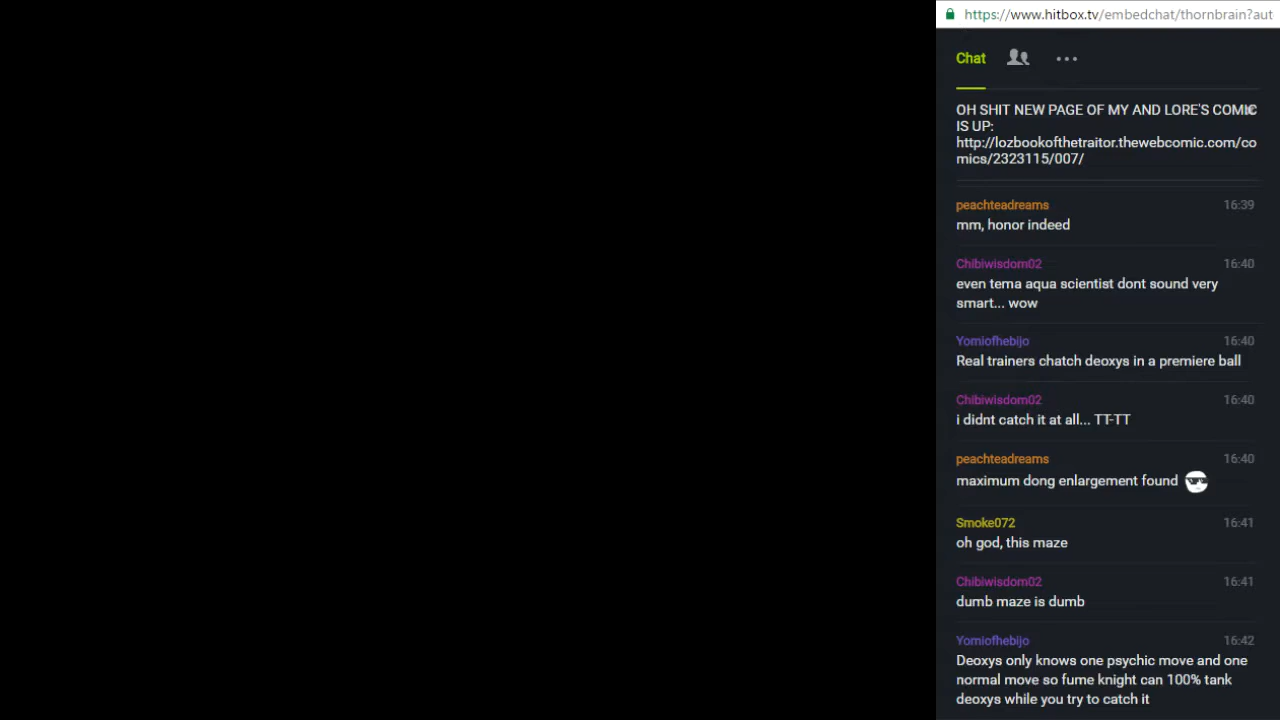 https://www.hitbox.tv/embedchat/thornbrain?aut
Chat
OH SHIT NEW PAGE OF MY AND LORE'S COMIC
IS UP:
http://lozbookofthetraitor.thewebcomic.com/co
mics/2323115/007/
peachteadreams 16:39
mm, honor indeed
Chibiwisdom02 16:40
even tema aqua scientist dont sound very
smart... wow
Yomiofhebijo 16:40
Real trainers chatch deoxys in a premiere ball
Chibiwisdom02 16:40
i didnt catch it at all... TT-TT
peachteadreams 16:40
maximum dong enlargement found
Smoke072 16:41
oh god, this maze
Chibiwisdom02 16:41
dumb maze is dumb
Yomiofhebijo 16:42
Deoxys only knows one psychic move and one
normal move so fume knight can 100% tank
deoxys while you try to catch it